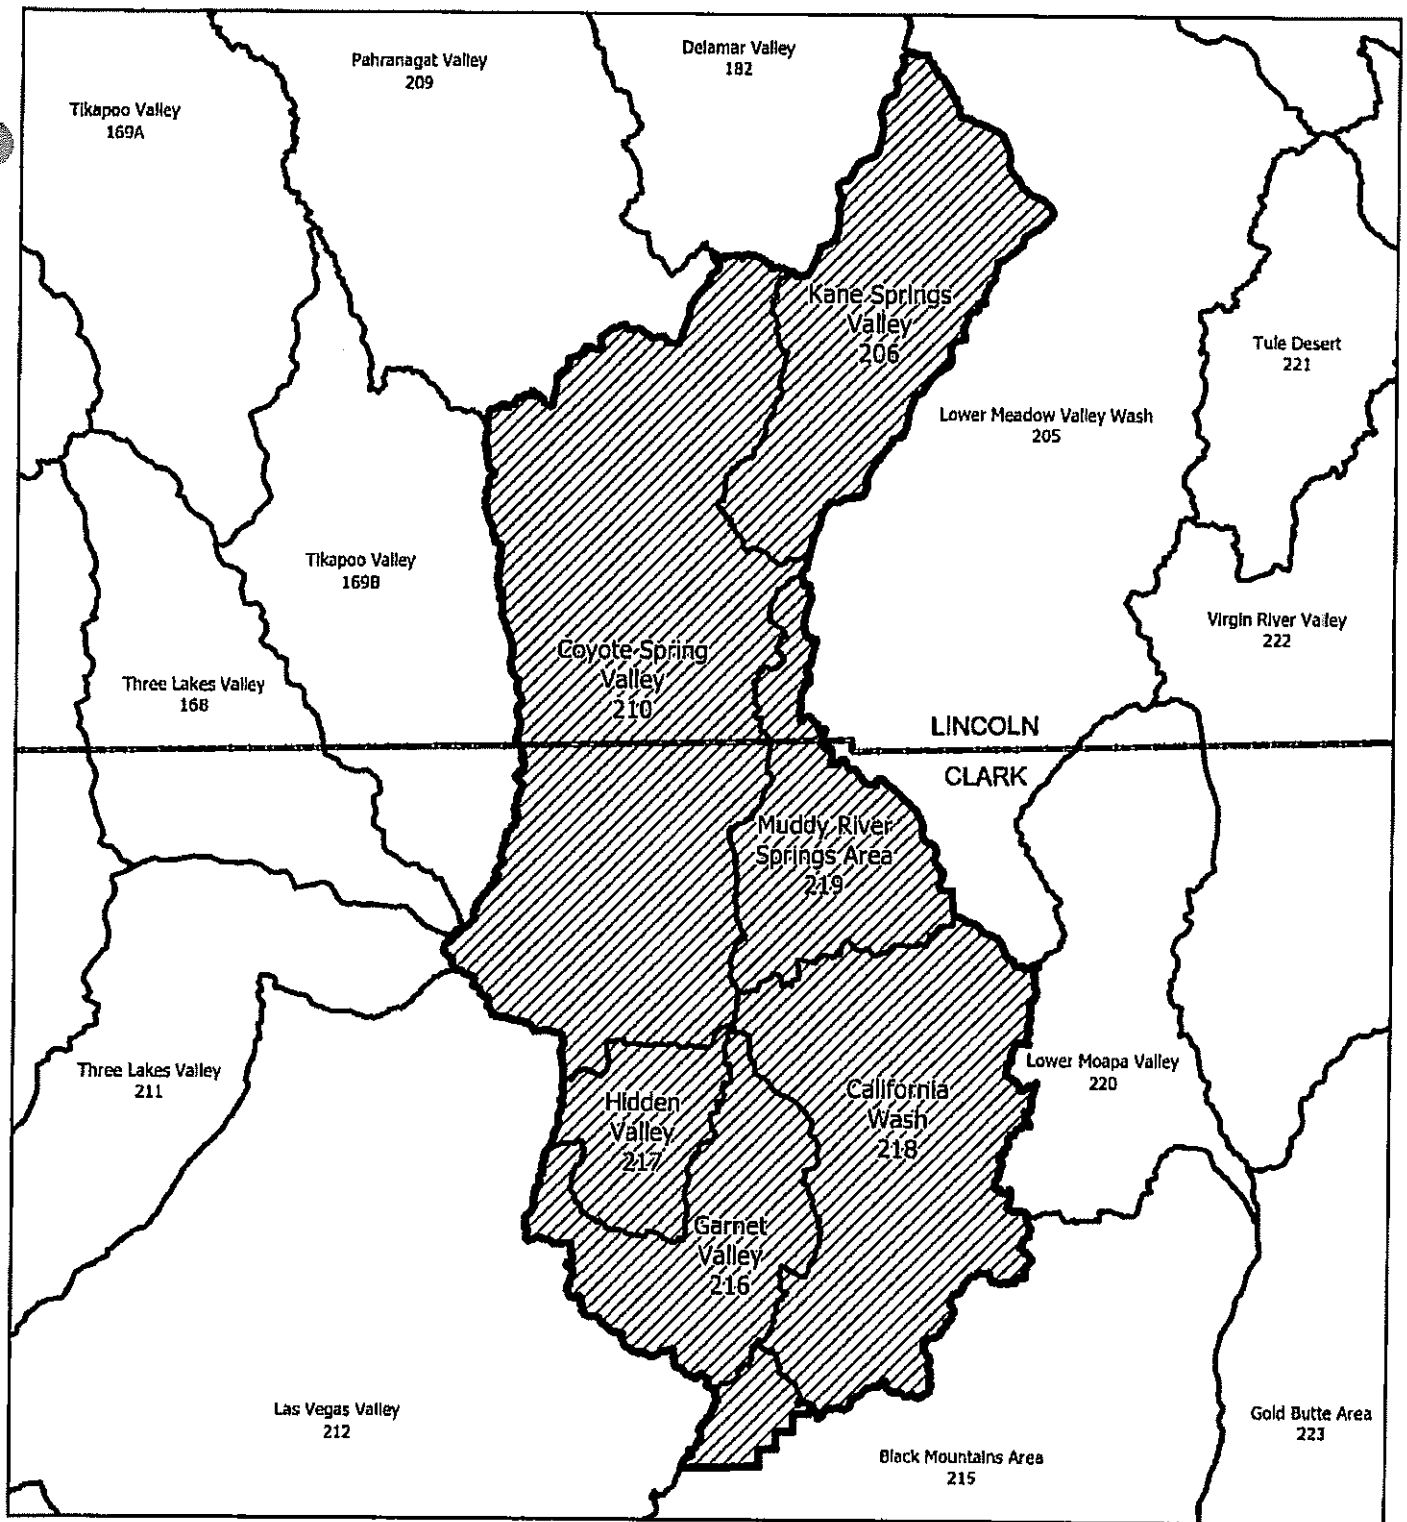 Pahranagat Valley
209
Delamar Valley
182
Tikapoo Valley
169A
Kane Springs
Valley
206
Tule Desert
221
Lower Meadow Valley Wash
205
Tikapoo Valley
169B
Virgin River Valley
222
Coyote Spring
Valley
210
Three Lakes Valley
168
LINCOLN
CLARK
Muddy River
Springs Area
219
Three Lakes Valley
211
Lower Moapa Valley
220
California
Wash
218
Hidden
Valley
217
Garnet
Valley
216
Las Vegas Valley
212
Gold Butte Area
223
Black Mountains Area
215